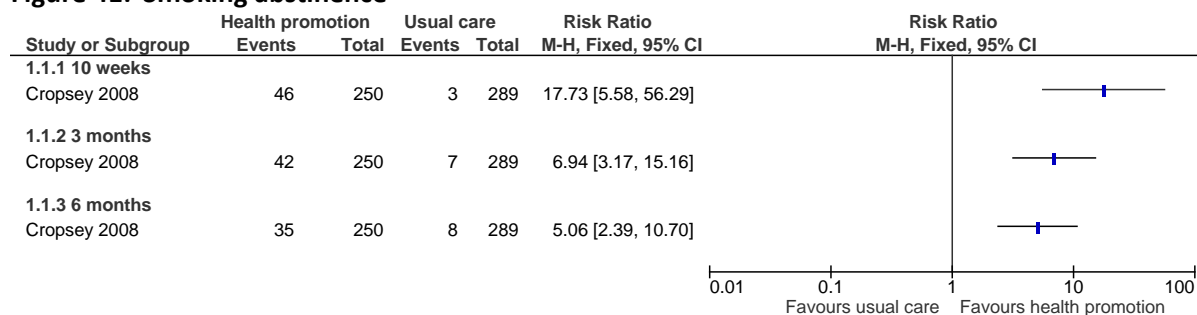 Health promotion Usual care Risk Ratio Risk Ratio
Study or Subgroup Events Total Events Total M-H, Fixed, 95% CI M-H, Fixed, 95% CI
1.1.1 10 weeks
Cropsey 2008 46 250 3 289 17.73 [5.58, 56.29]
1.1.2 3 months
Cropsey 2008 42 250 7 289 6.94 [3.17, 15.16]
1.1.3 6 months
Cropsey 2008 35 250 8 289 5.06 [2.39, 10.70]
0.01 0.1 1 10 100
Favours usual care Favours health promotion